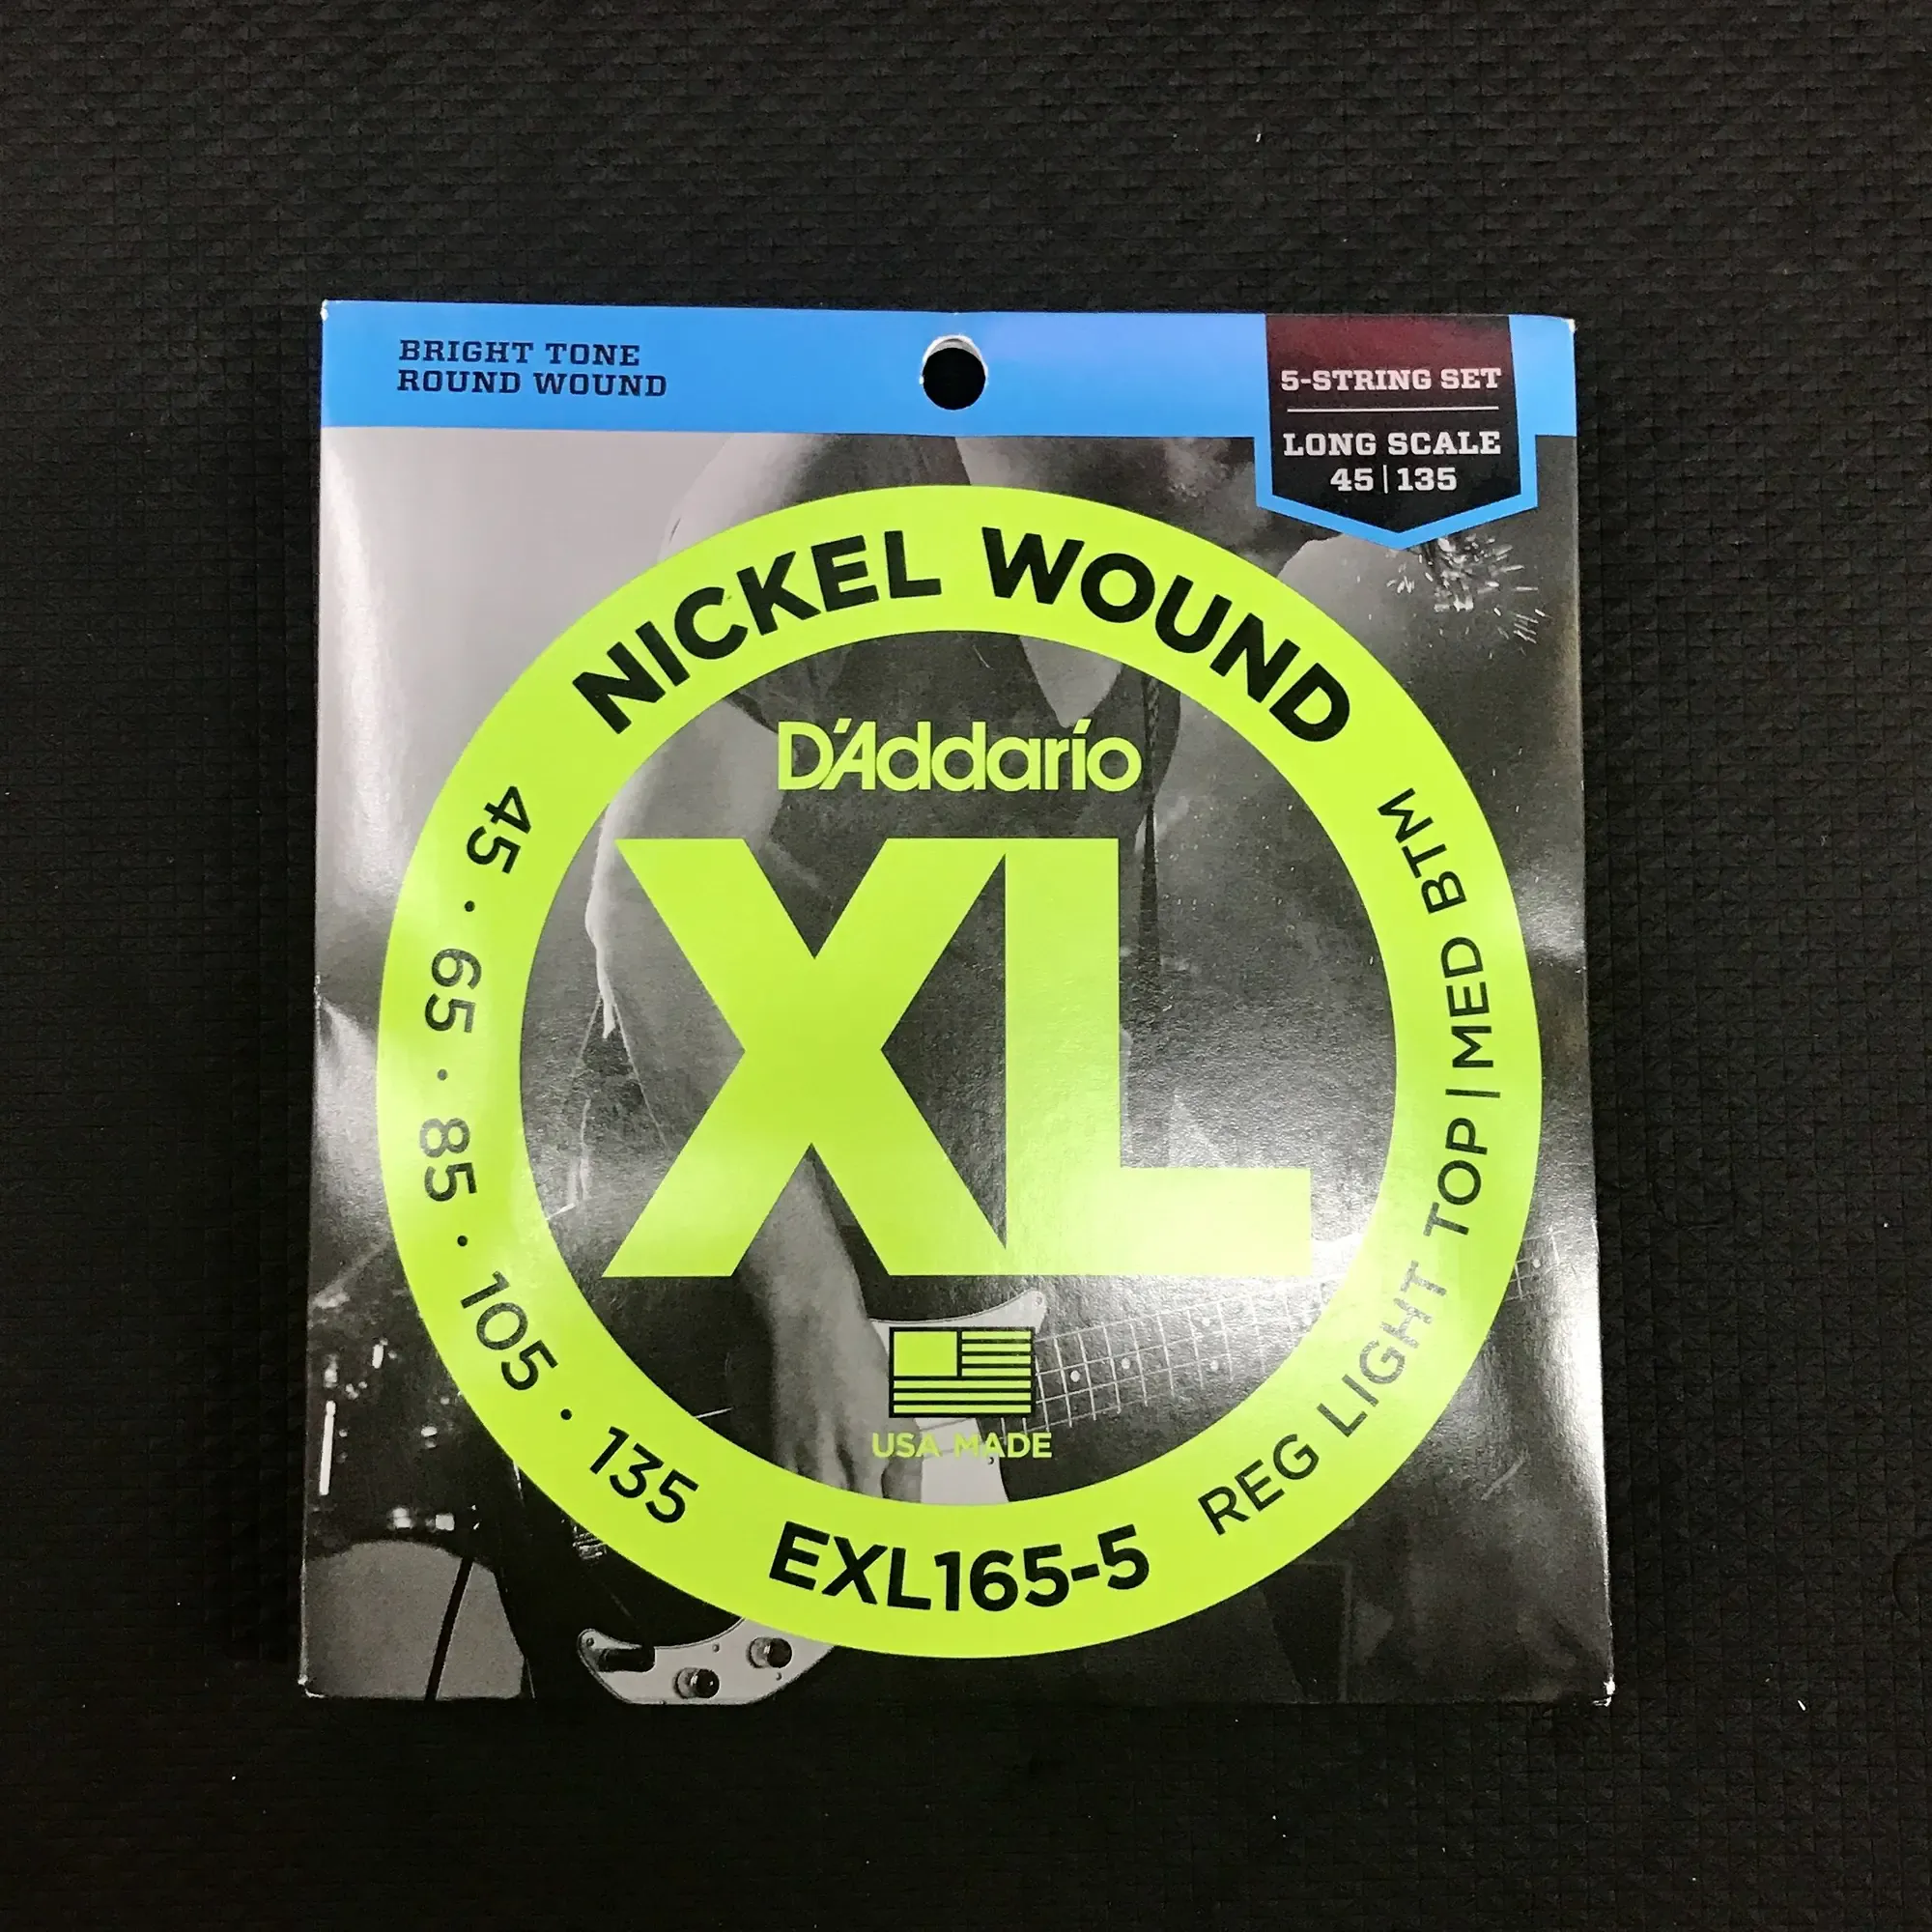 BRIGHT TONE
ROUND WOUND
5-STRING SET
LONG SCALE
45 | 135
NICKEL WOUND
D'Addario
XL
USA MADE
45 · 65 · 85 · 105 · 135
EXL165-5
REG LIGHT TOP | MED BTM